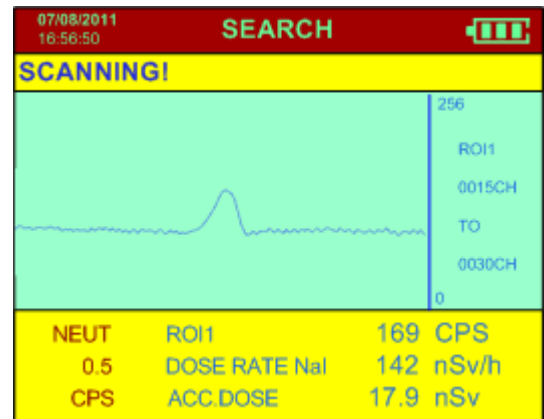 07/08/2011
16:56:50
SEARCH
SCANNING!
256
ROI1
0015CH
TO
0030CH
0
NEUT ROI1 169 CPS
0.5 DOSE RATE NaI 142 nSv/h
CPS ACC.DOSE 17.9 nSv